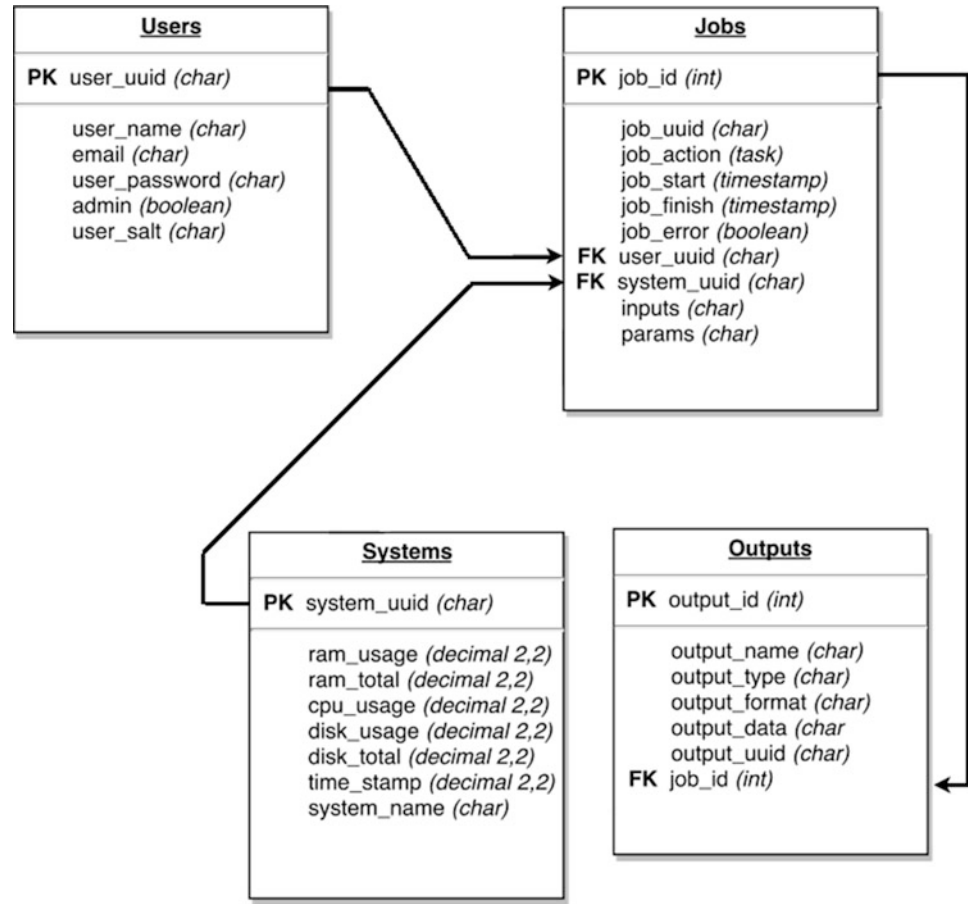 Users
PK user_uuid (char)
user_name (char)
email (char)
user_password (char)
admin (boolean)
user_salt (char)
Jobs
PK job_id (int)
job_uuid (char)
job_action (task)
job_start (timestamp)
job_finish (timestamp)
job_error (boolean)
FK user_uuid (char)
FK system_uuid (char)
inputs (char)
params (char)
Systems
PK system_uuid (char)
ram_usage (decimal 2,2)
ram_total (decimal 2,2)
cpu_usage (decimal 2,2)
disk_usage (decimal 2,2)
disk_total (decimal 2,2)
time_stamp (decimal 2,2)
system_name (char)
Outputs
PK output_id (int)
output_name (char)
output_type (char)
output_format (char)
output_data (char
output_uuid (char)
FK job_id (int)